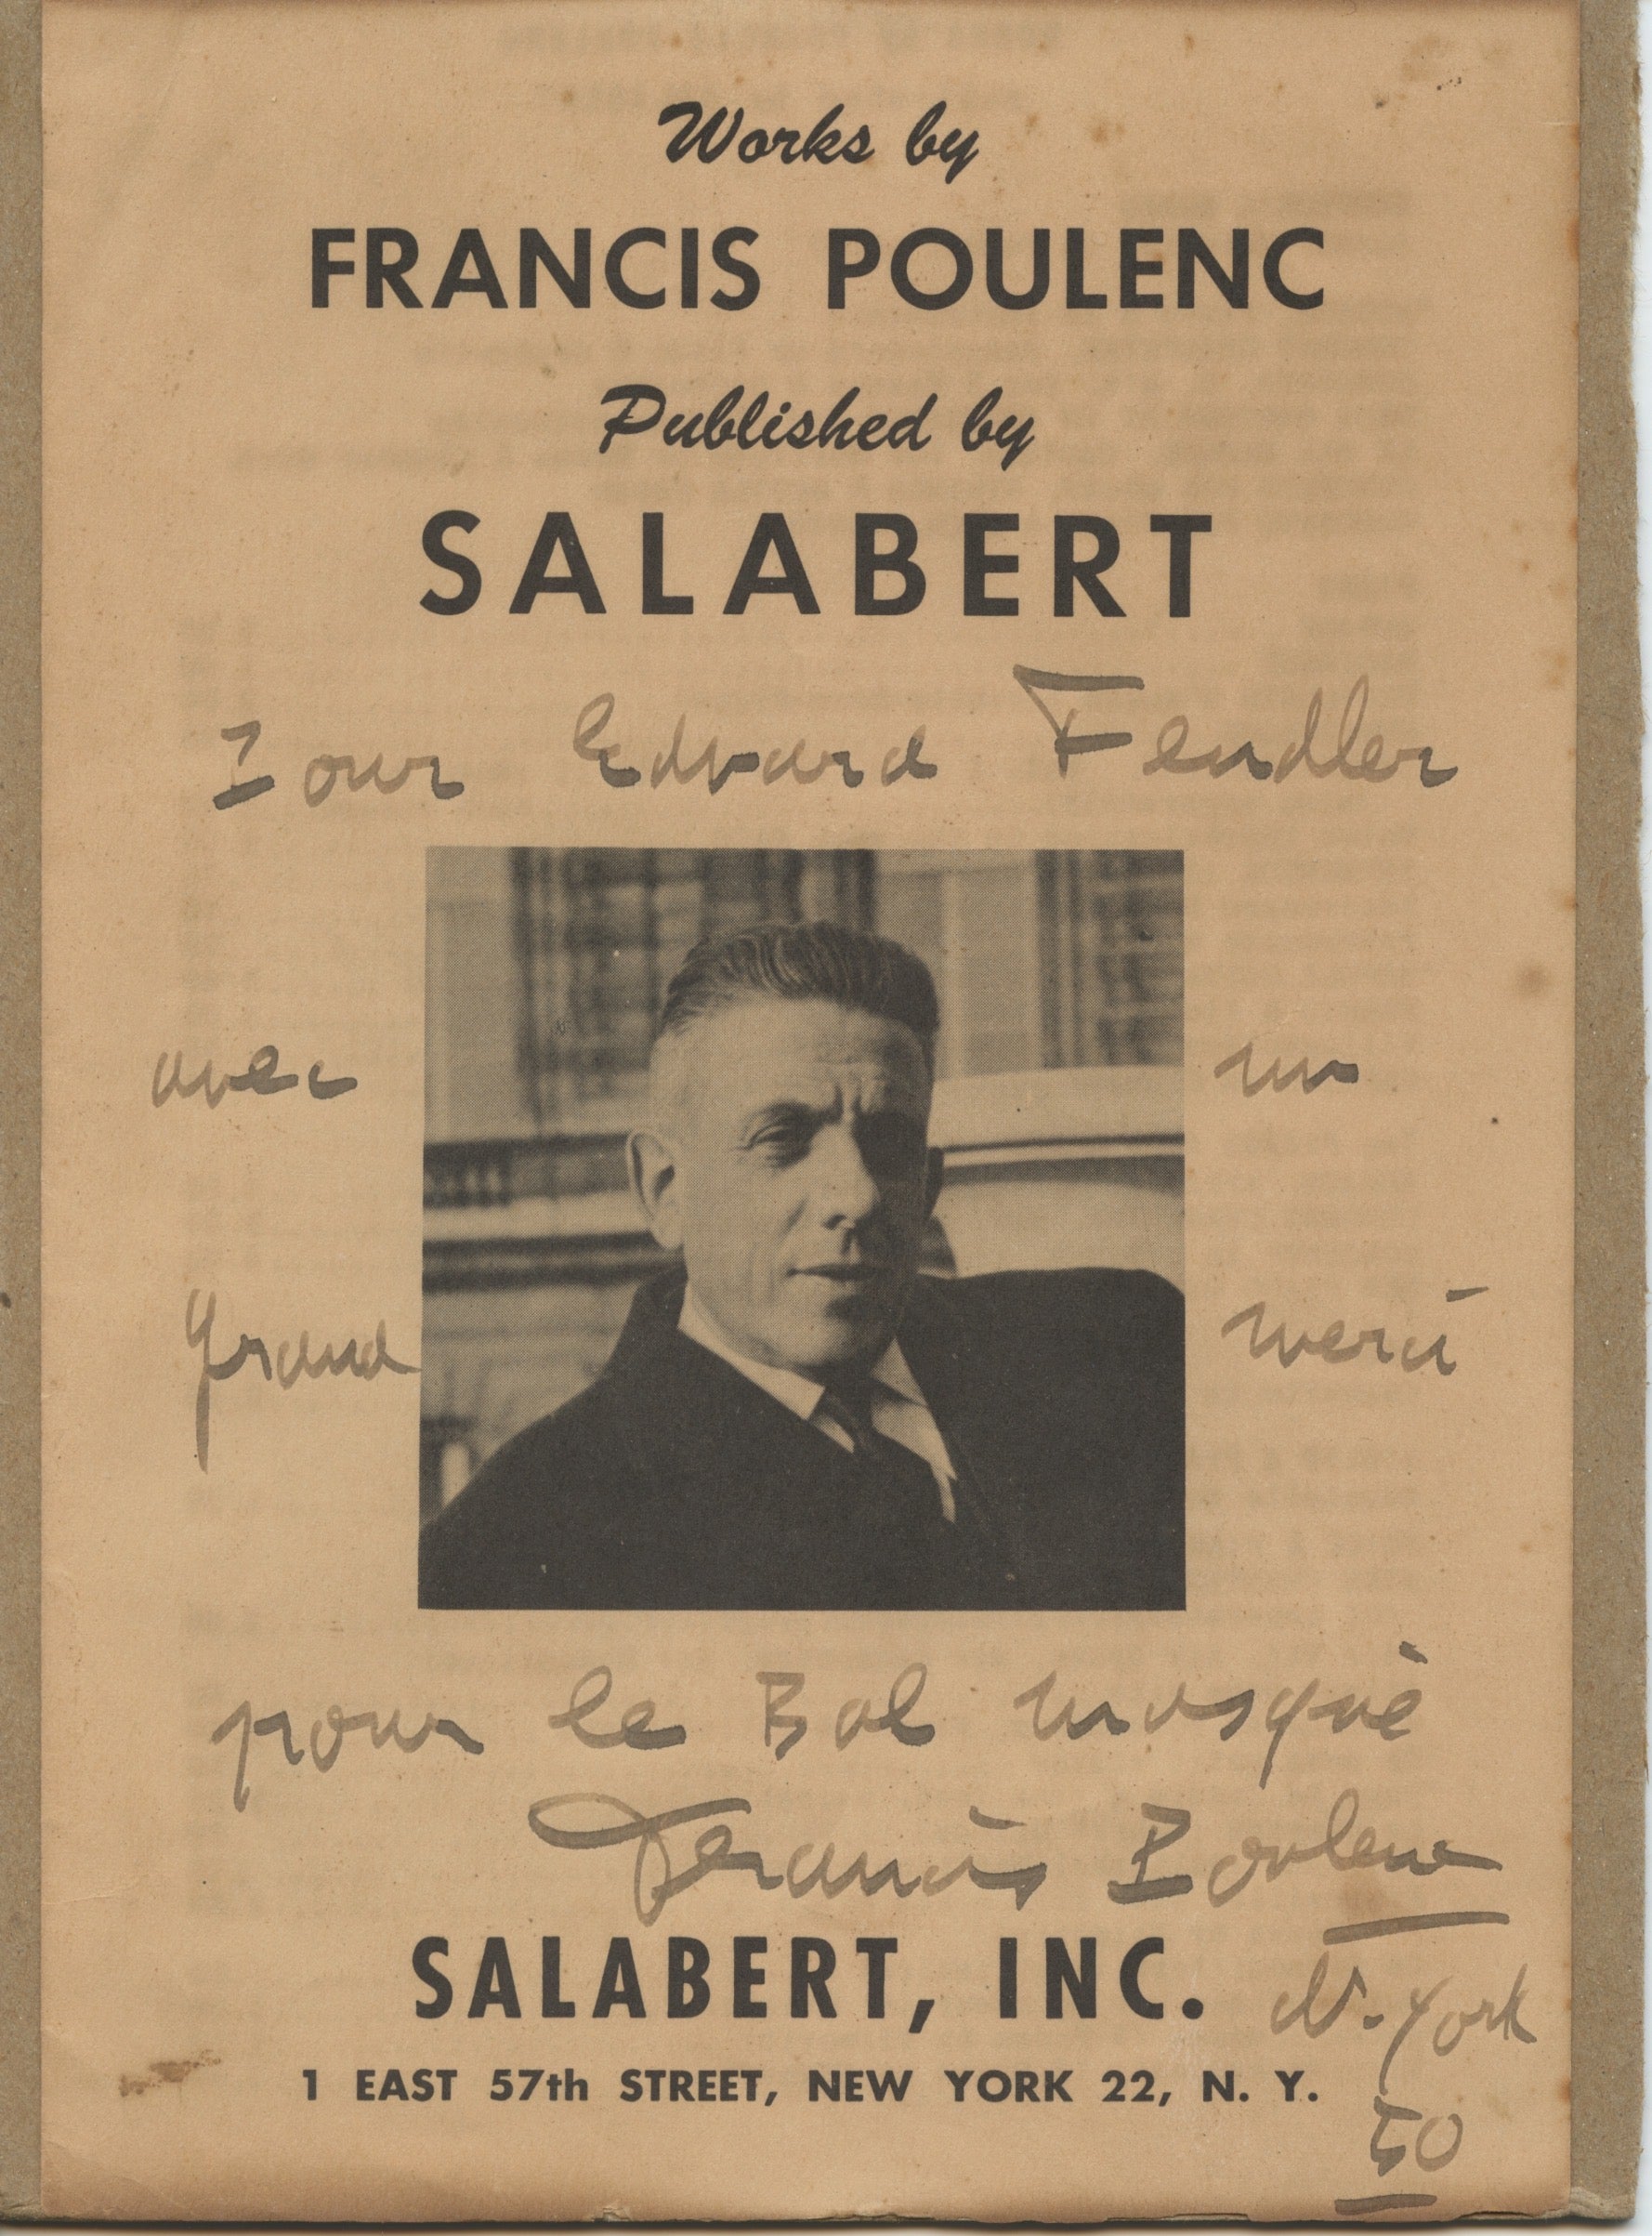 Works by
FRANCIS POULENC
Published by
SALABERT
Pour Edvard Fendler
avec un
grand merci
pour le Bal masqué
Francis Poulenc
SALABERT, INC.
N. York
1 EAST 57th STREET, NEW YORK 22, N. Y.
50